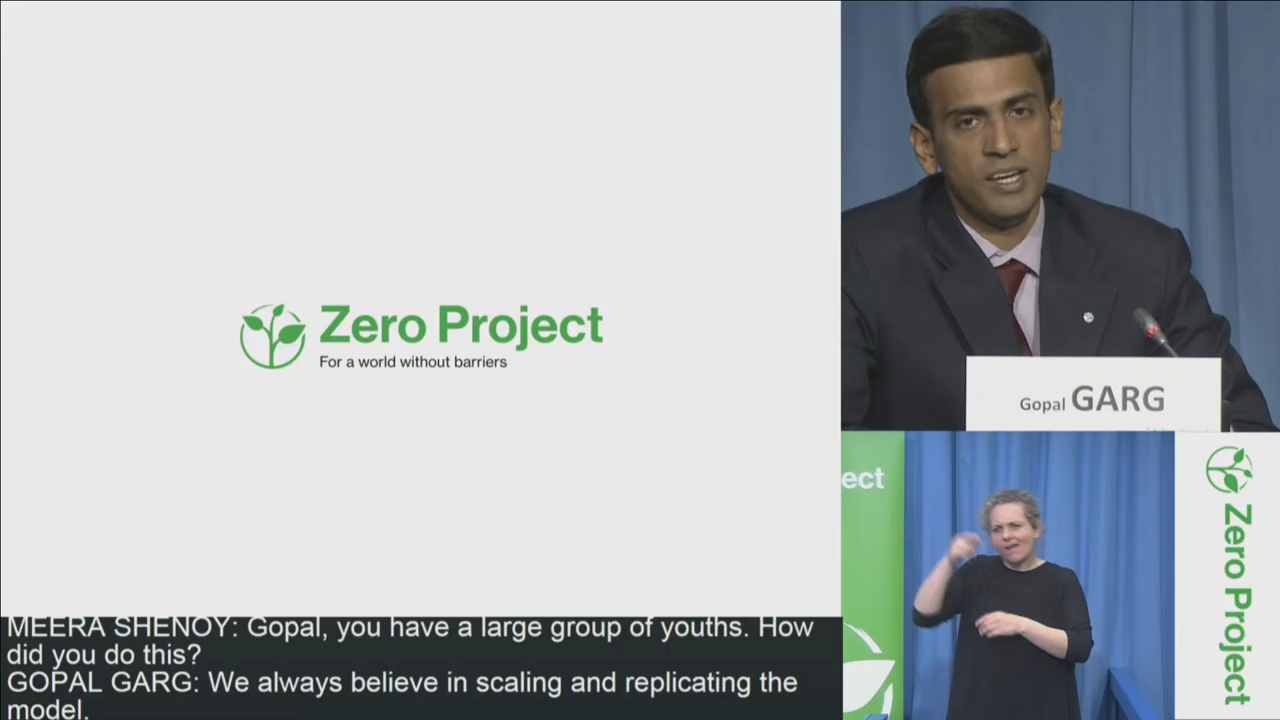 Zero Project
For a world without barriers
Gopal GARG
ect
Zero Project
MEERA SHENOY: Gopal, you have a large group of youths. How
did you do this?
GOPAL GARG: We always believe in scaling and replicating the
model.